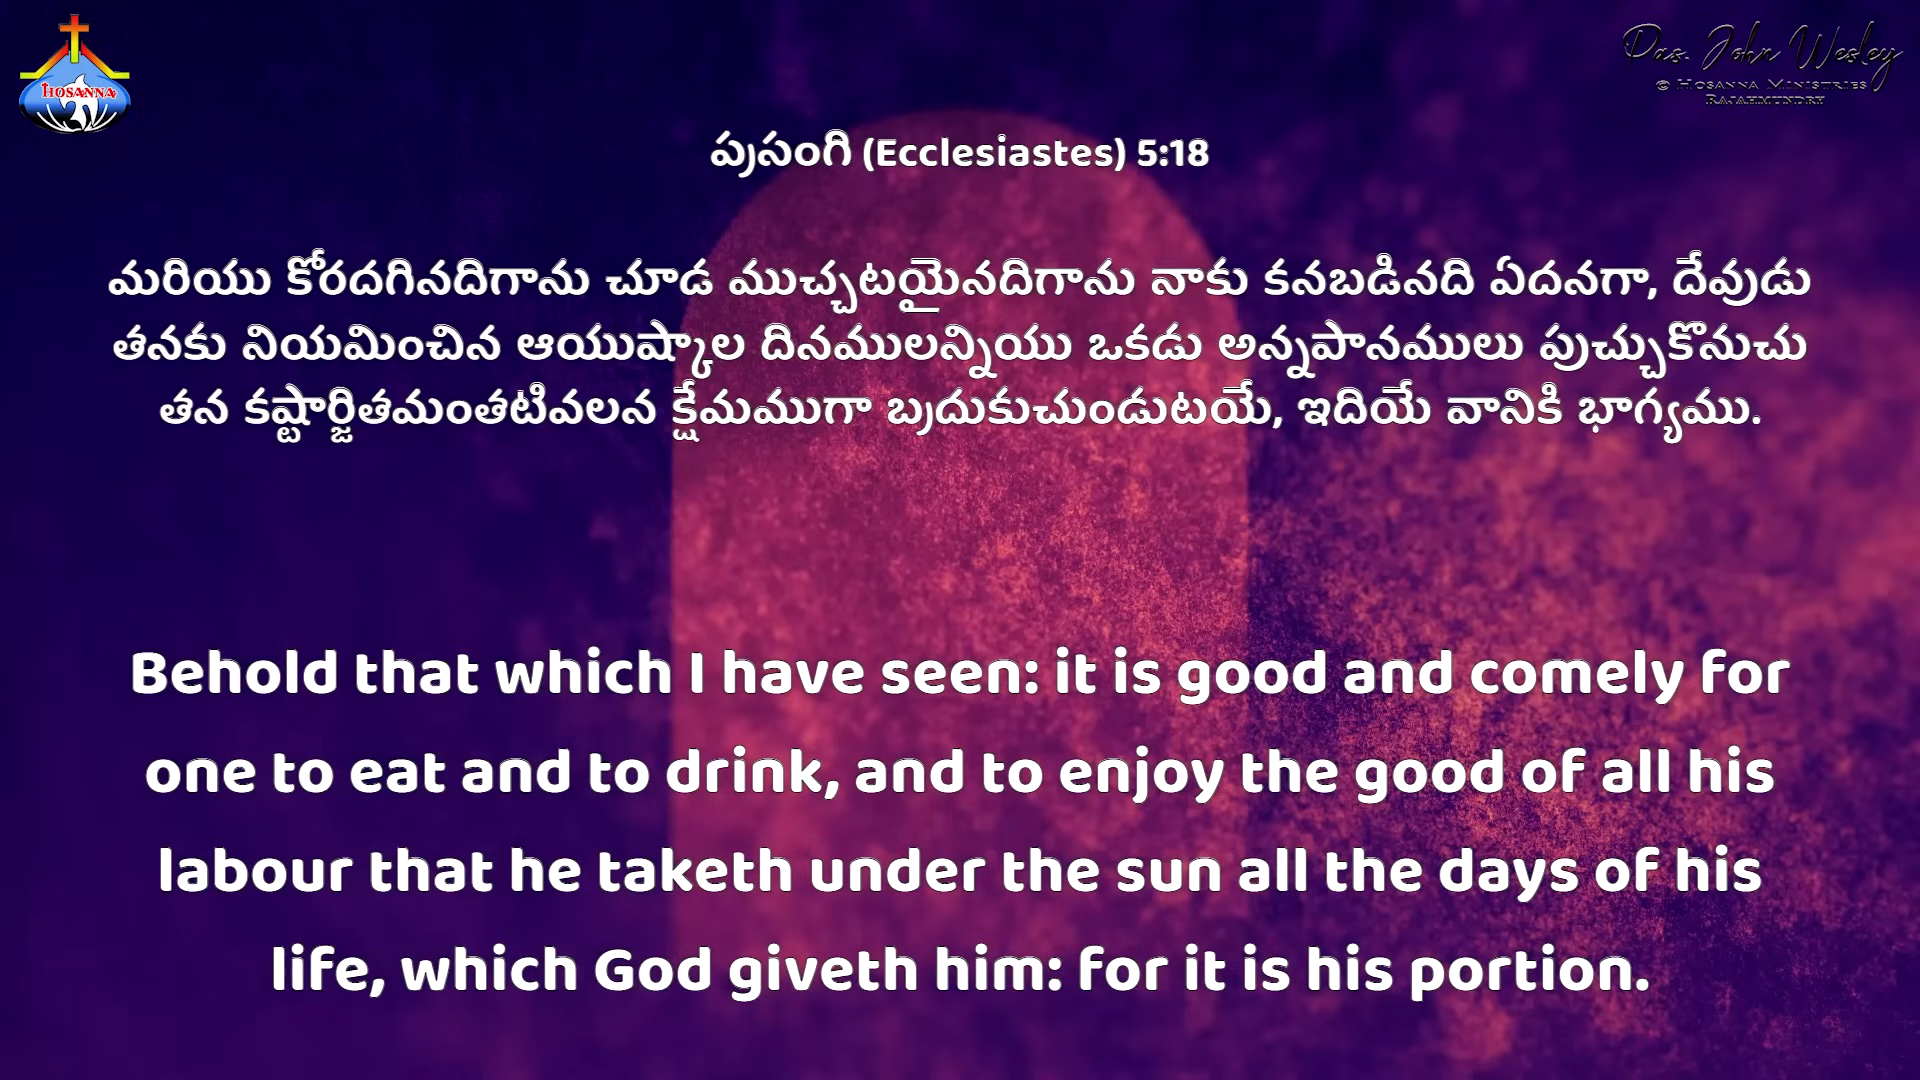 HOSANNA
Pas. John Wesley
© HOSANNA MINISTRIES
RAJAHMUNDRY
ప్రసంగి (Ecclesiastes) 5:18
మరియు కోరదగినదిగాను చూడ ముచ్చటయైనదిగాను నాకు కనబడినది ఏదనగా, దేవుడు
తనకు నియమించిన ఆయుష్కాల దినములన్నియు ఒకడు అన్నపానములు పుచ్చుకొనుచు
తన కష్టార్జితమంతటివలన క్షేమముగా బ్రదుకుచుండుటయే, ఇదియే వానికి భాగ్యము.
Behold that which I have seen: it is good and comely for
one to eat and to drink, and to enjoy the good of all his
labour that he taketh under the sun all the days of his
life, which God giveth him: for it is his portion.